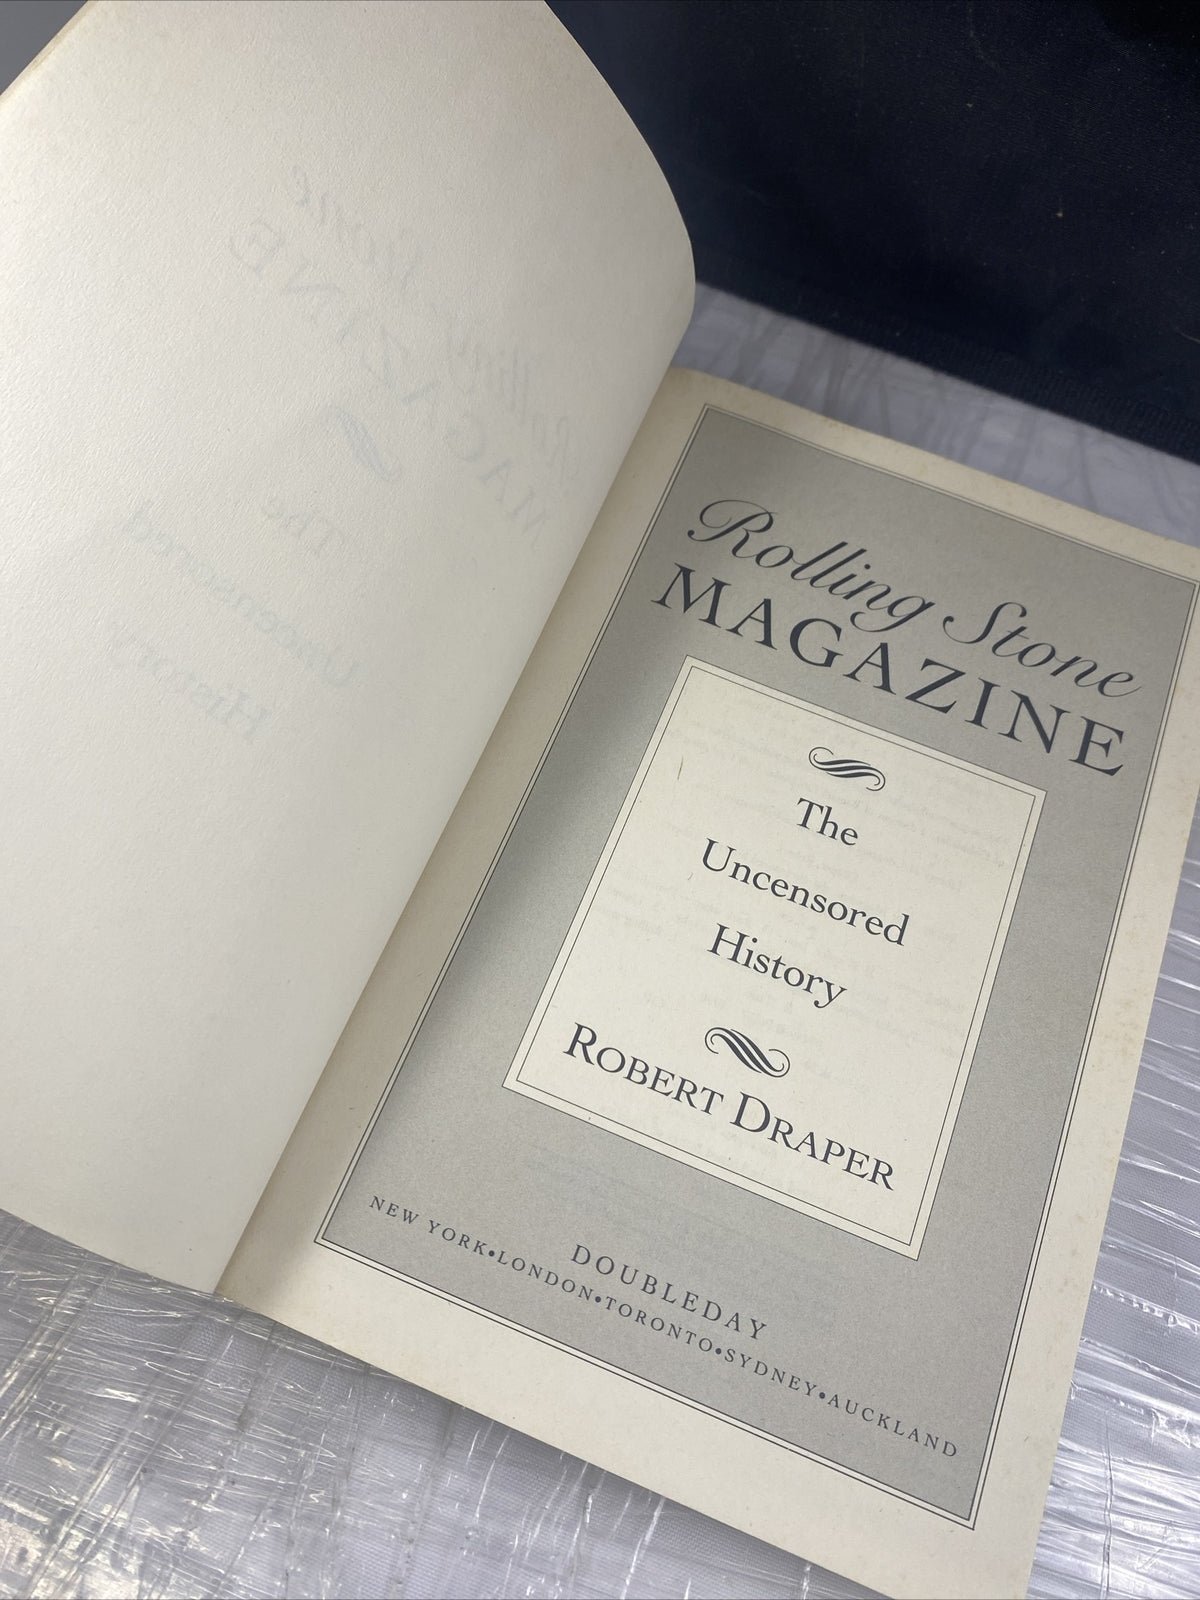 Rolling Stone
MAGAZINE
The
Uncensored
History
ROBERT DRAPER
DOUBLEDAY
NEW YORK•LONDON•TORONTO•SYDNEY•AUCKLAND